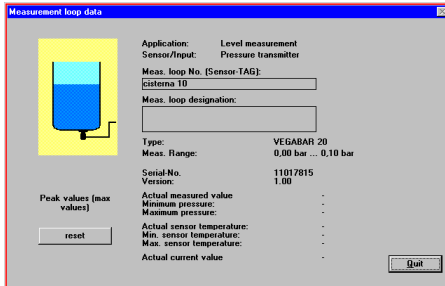 Measurement loop data
Application: Level measurement
Sensor/Input: Pressure transmitter
Meas. loop No. (Sensor-TAG):
cisterna 10
Meas. loop designation:
Type: VEGABAR 20
Meas. Range: 0,00 bar ... 0,10 bar
Serial-No. 11017815
Version: 1.00
Peak values (max
values)
reset
Actual measured value -
Minimum pressure: -
Maximum pressure: -
Actual sensor temperature: -
Min. sensor temperature: -
Max. sensor temperature: -
Actual current value -
Quit